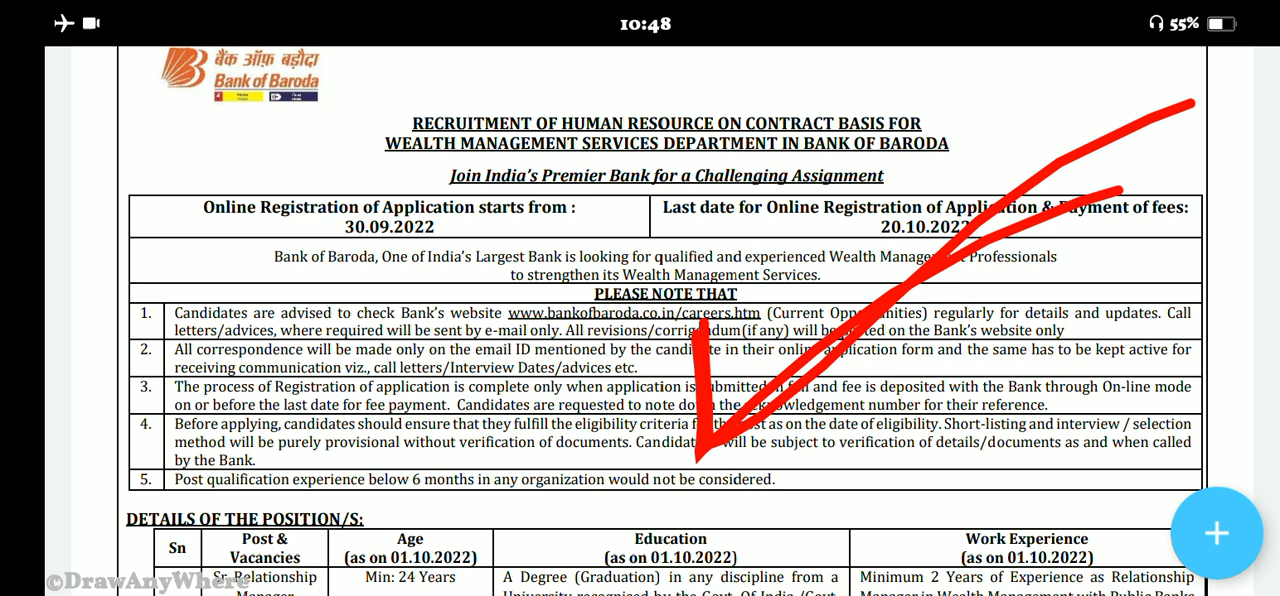 10:48
55%
बैंक ऑफ़ बड़ौदा
Bank of Baroda
RECRUITMENT OF HUMAN RESOURCE ON CONTRACT BASIS FOR
WEALTH MANAGEMENT SERVICES DEPARTMENT IN BANK OF BARODA
Join India's Premier Bank for a Challenging Assignment
Online Registration of Application starts from :
30.09.2022
Last date for Online Registration of Application & Payment of fees:
20.10.2022
Bank of Baroda, One of India's Largest Bank is looking for qualified and experienced Wealth Management Professionals
to strengthen its Wealth Management Services.
PLEASE NOTE THAT
1. Candidates are advised to check Bank's website www.bankofbaroda.co.in/careers.htm (Current Opportunities) regularly for details and updates. Call
letters/advices, where required will be sent by e-mail only. All revisions/corrigendum(if any) will be posted on the Bank's website only
2. All correspondence will be made only on the email ID mentioned by the candidate in their online application form and the same has to be kept active for
receiving communication viz., call letters/Interview Dates/advices etc.
3. The process of Registration of application is complete only when application is submitted in full and fee is deposited with the Bank through On-line mode
on or before the last date for fee payment. Candidates are requested to note down the acknowledgement number for their reference.
4. Before applying, candidates should ensure that they fulfill the eligibility criteria for the post as on the date of eligibility. Short-listing and interview / selection
method will be purely provisional without verification of documents. Candidates will be subject to verification of details/documents as and when called
by the Bank.
5. Post qualification experience below 6 months in any organization would not be considered.
DETAILS OF THE POSITION/S:
Sn
Post &
Vacancies
Age
(as on 01.10.2022)
Education
(as on 01.10.2022)
Work Experience
(as on 01.10.2022)
Sr. Relationship
Manager
Min: 24 Years
A Degree (Graduation) in any discipline from a
University recognised by the Govt. Of India./Govt.
Minimum 2 Years of Experience as Relationship
Manager in Wealth Management with Public Banks
©DrawAnyWhere